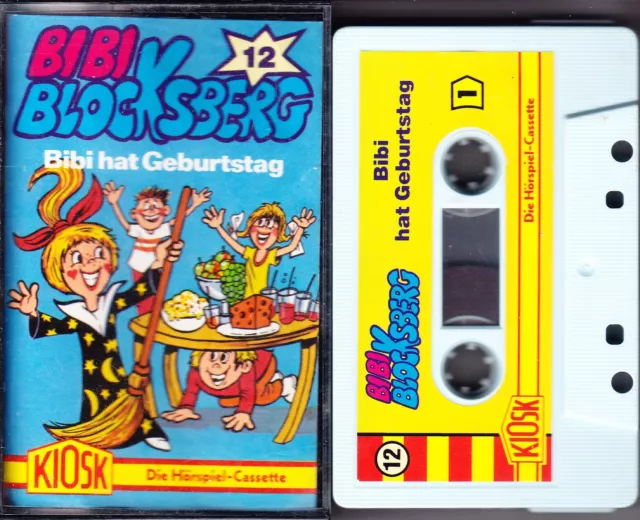 BIBI
12
BLOCKSBERG
Bibi hat Geburtstag
KIOSK
Die Hörspiel-Cassette
1
Bibi
hat Geburtstag
Die Hörspiel-Cassette
BIBI
BLOCKSBERG
KIOSK
12